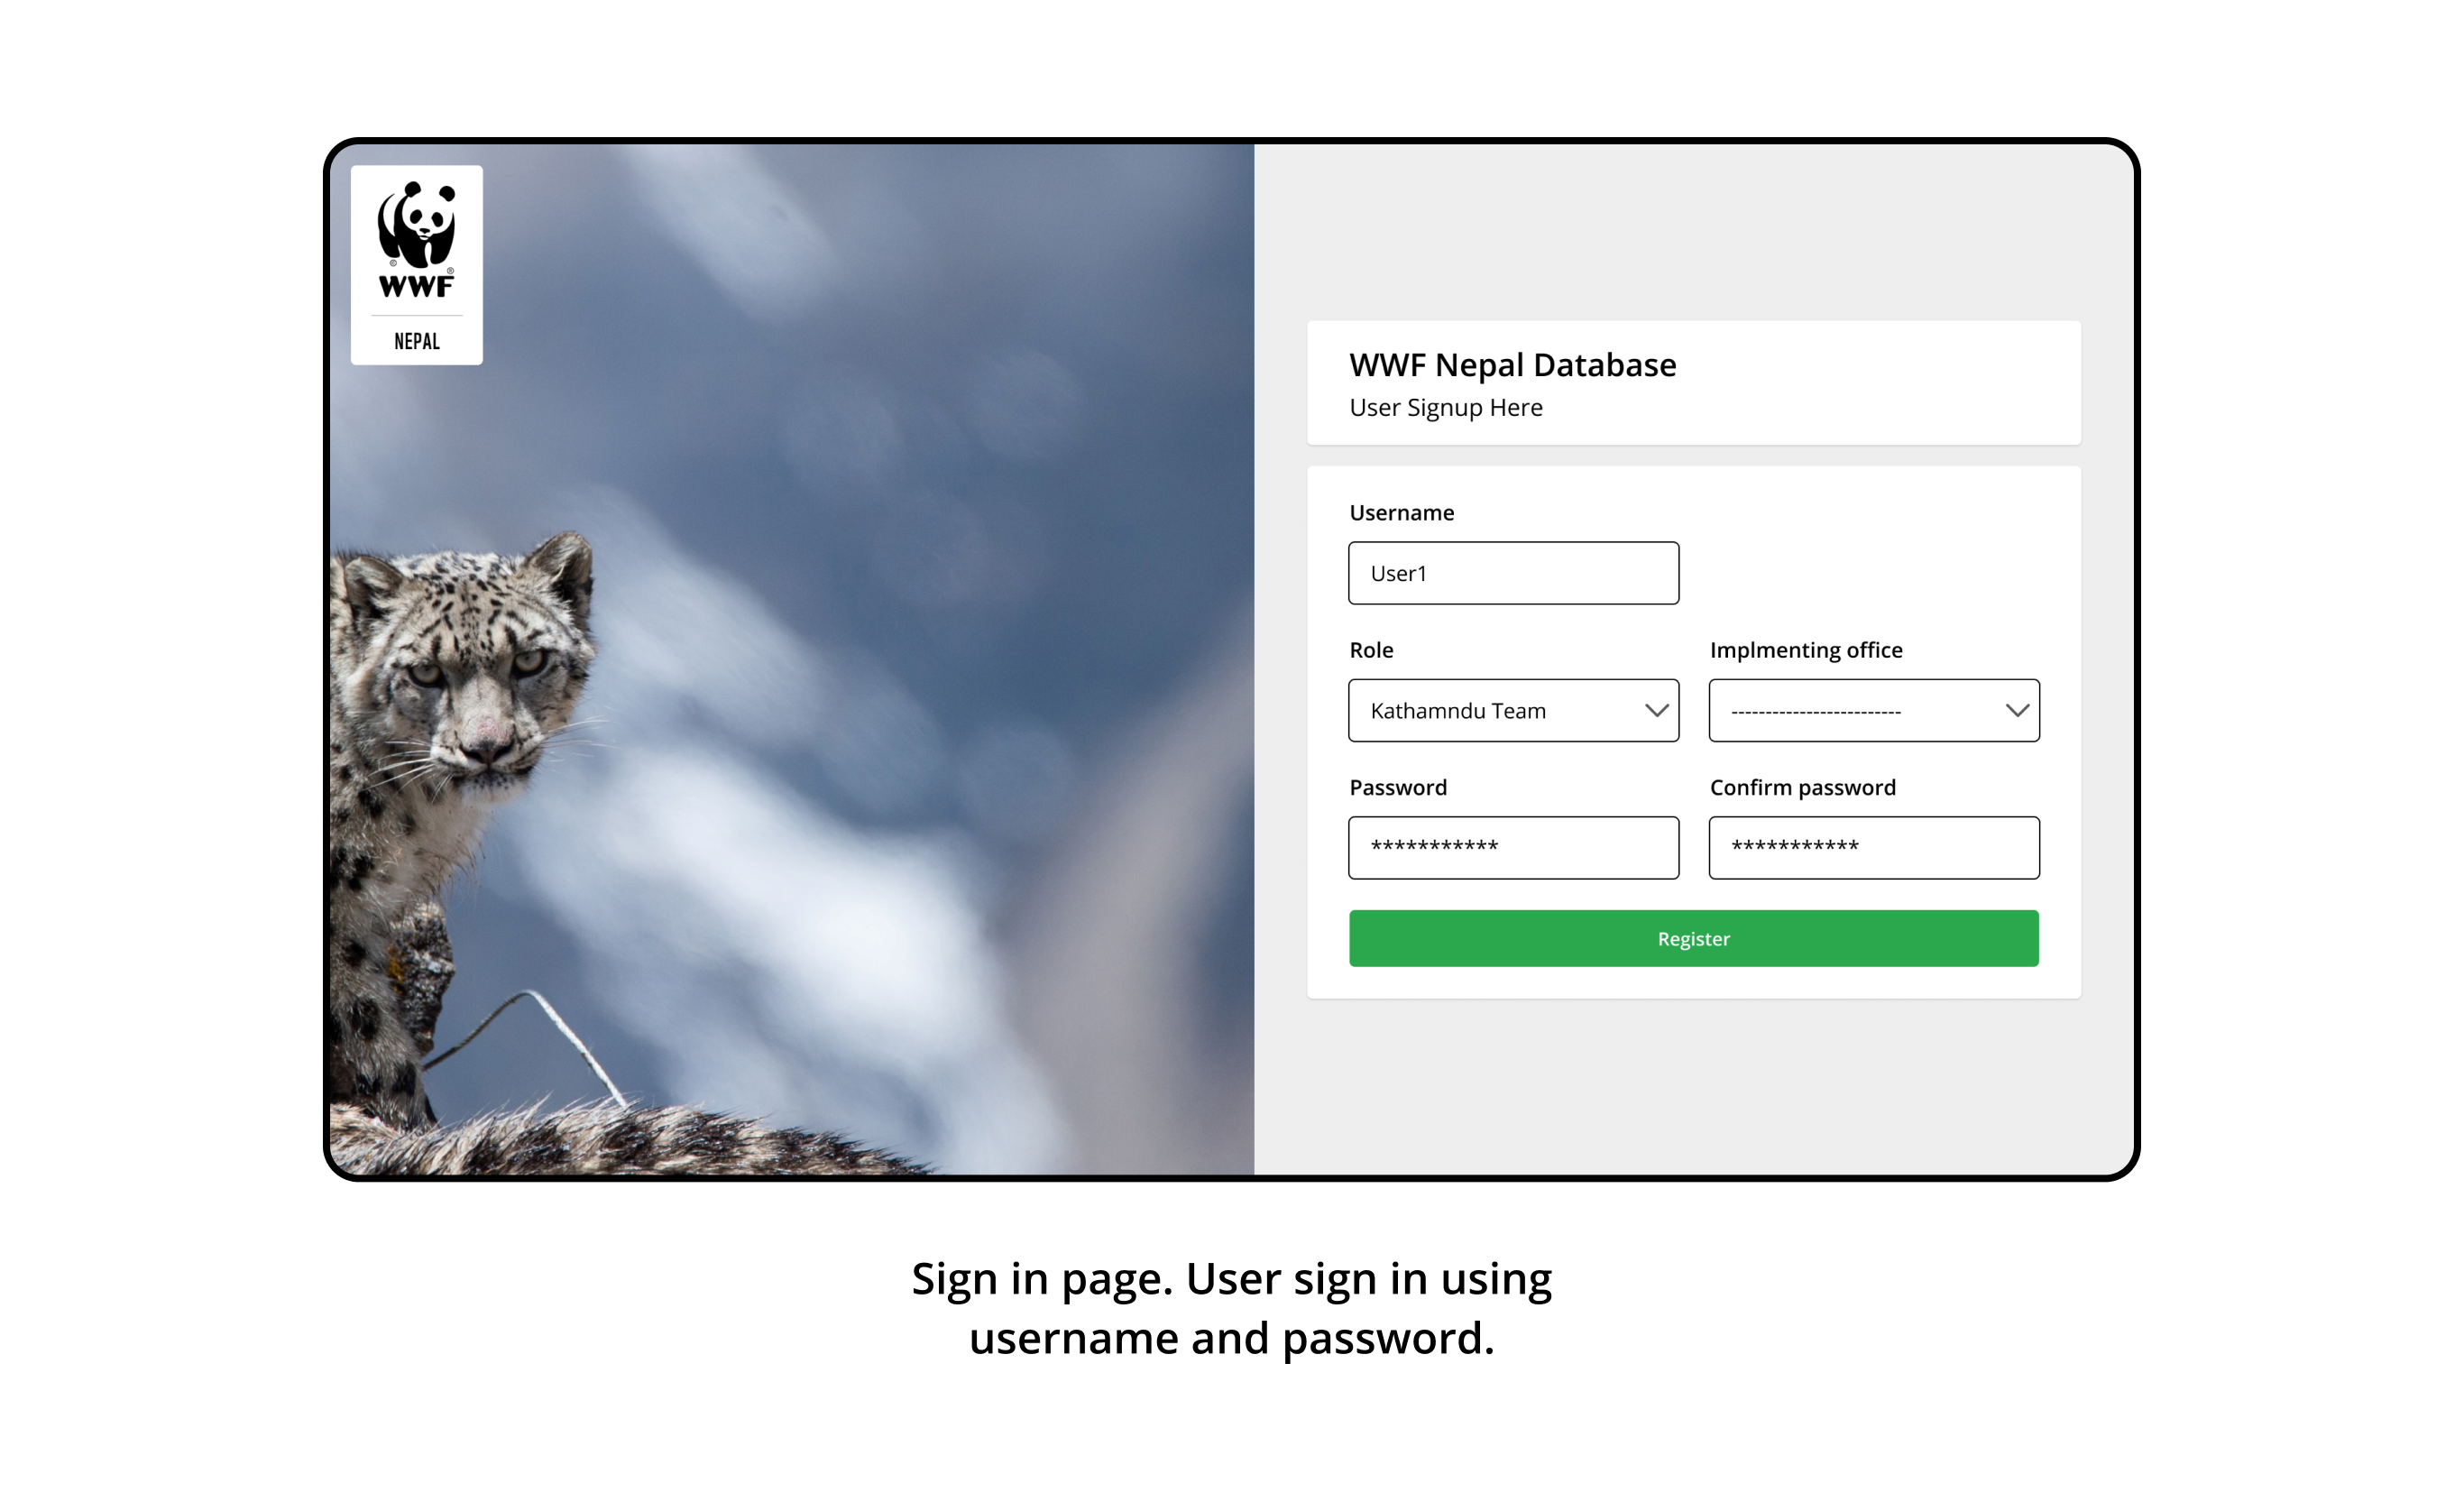 WWF
NEPAL
WWF Nepal Database
User Signup Here
Username
User1
Role
Implmenting office
Kathamndu Team
-------------------------
Password
Confirm password
***********
***********
Register
Sign in page. User sign in using
username and password.